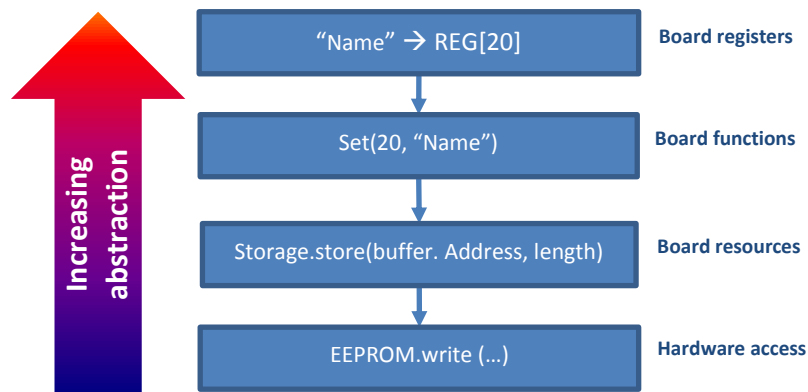 Increasing
abstraction
“Name” → REG[20]
Board registers
Set(20, “Name”)
Board functions
Storage.store(buffer. Address, length)
Board resources
EEPROM.write (…)
Hardware access